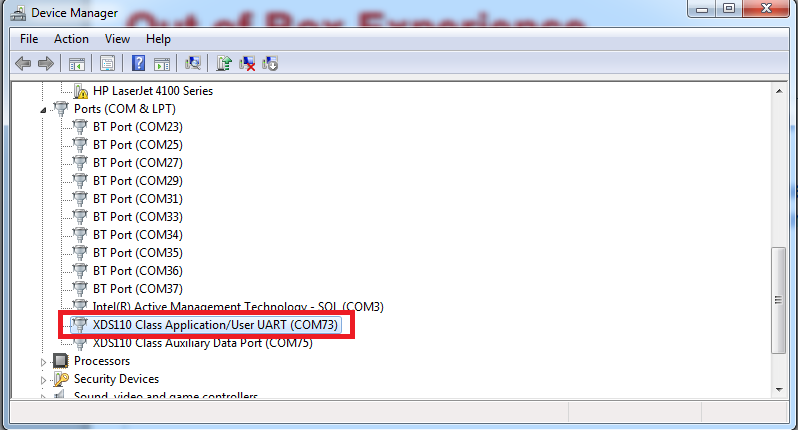 Out of Box Experience
Device Manager
File Action View Help
HP LaserJet 4100 Series
Ports (COM & LPT)
BT Port (COM23)
BT Port (COM25)
BT Port (COM27)
BT Port (COM29)
BT Port (COM31)
BT Port (COM33)
BT Port (COM34)
BT Port (COM35)
BT Port (COM36)
BT Port (COM37)
Intel(R) Active Management Technology - SOL (COM3)
XDS110 Class Application/User UART (COM73)
XDS110 Class Auxiliary Data Port (COM75)
Processors
Security Devices
Sound, video and game controllers